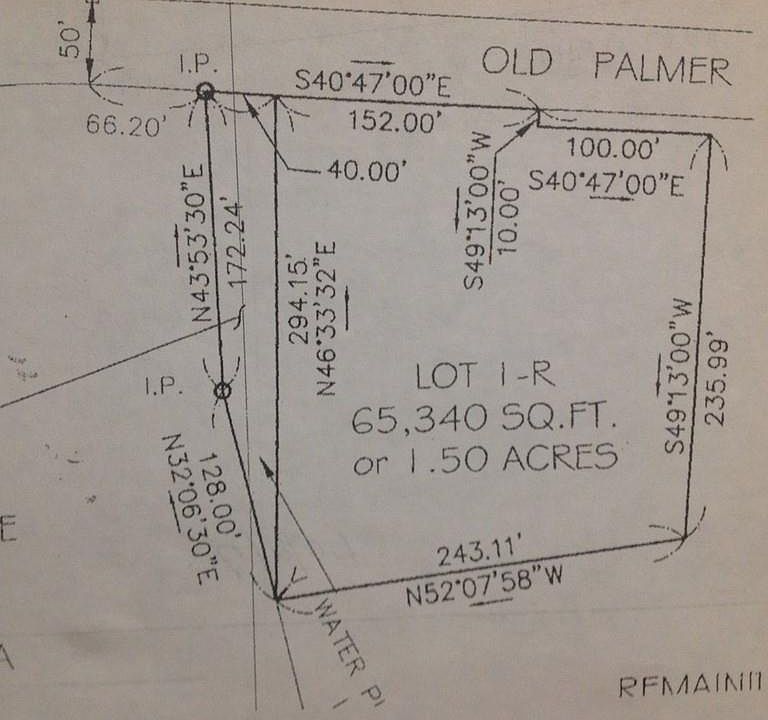 50'
I.P.
S40°47'00"E
OLD PALMER
66.20'
152.00'
40.00'
100.00'
S40°47'00"E
S49°13'00"W
10.00'
N43°53'30"E
172.24'
294.15'
N46°33'32"E
I.P.
LOT 1-R
65,340 SQ.FT.
or 1.50 ACRES
S49°13'00"W
235.99'
128.00'
N32°06'30"E
243.11'
N52°07'58"W
WATER
E
A